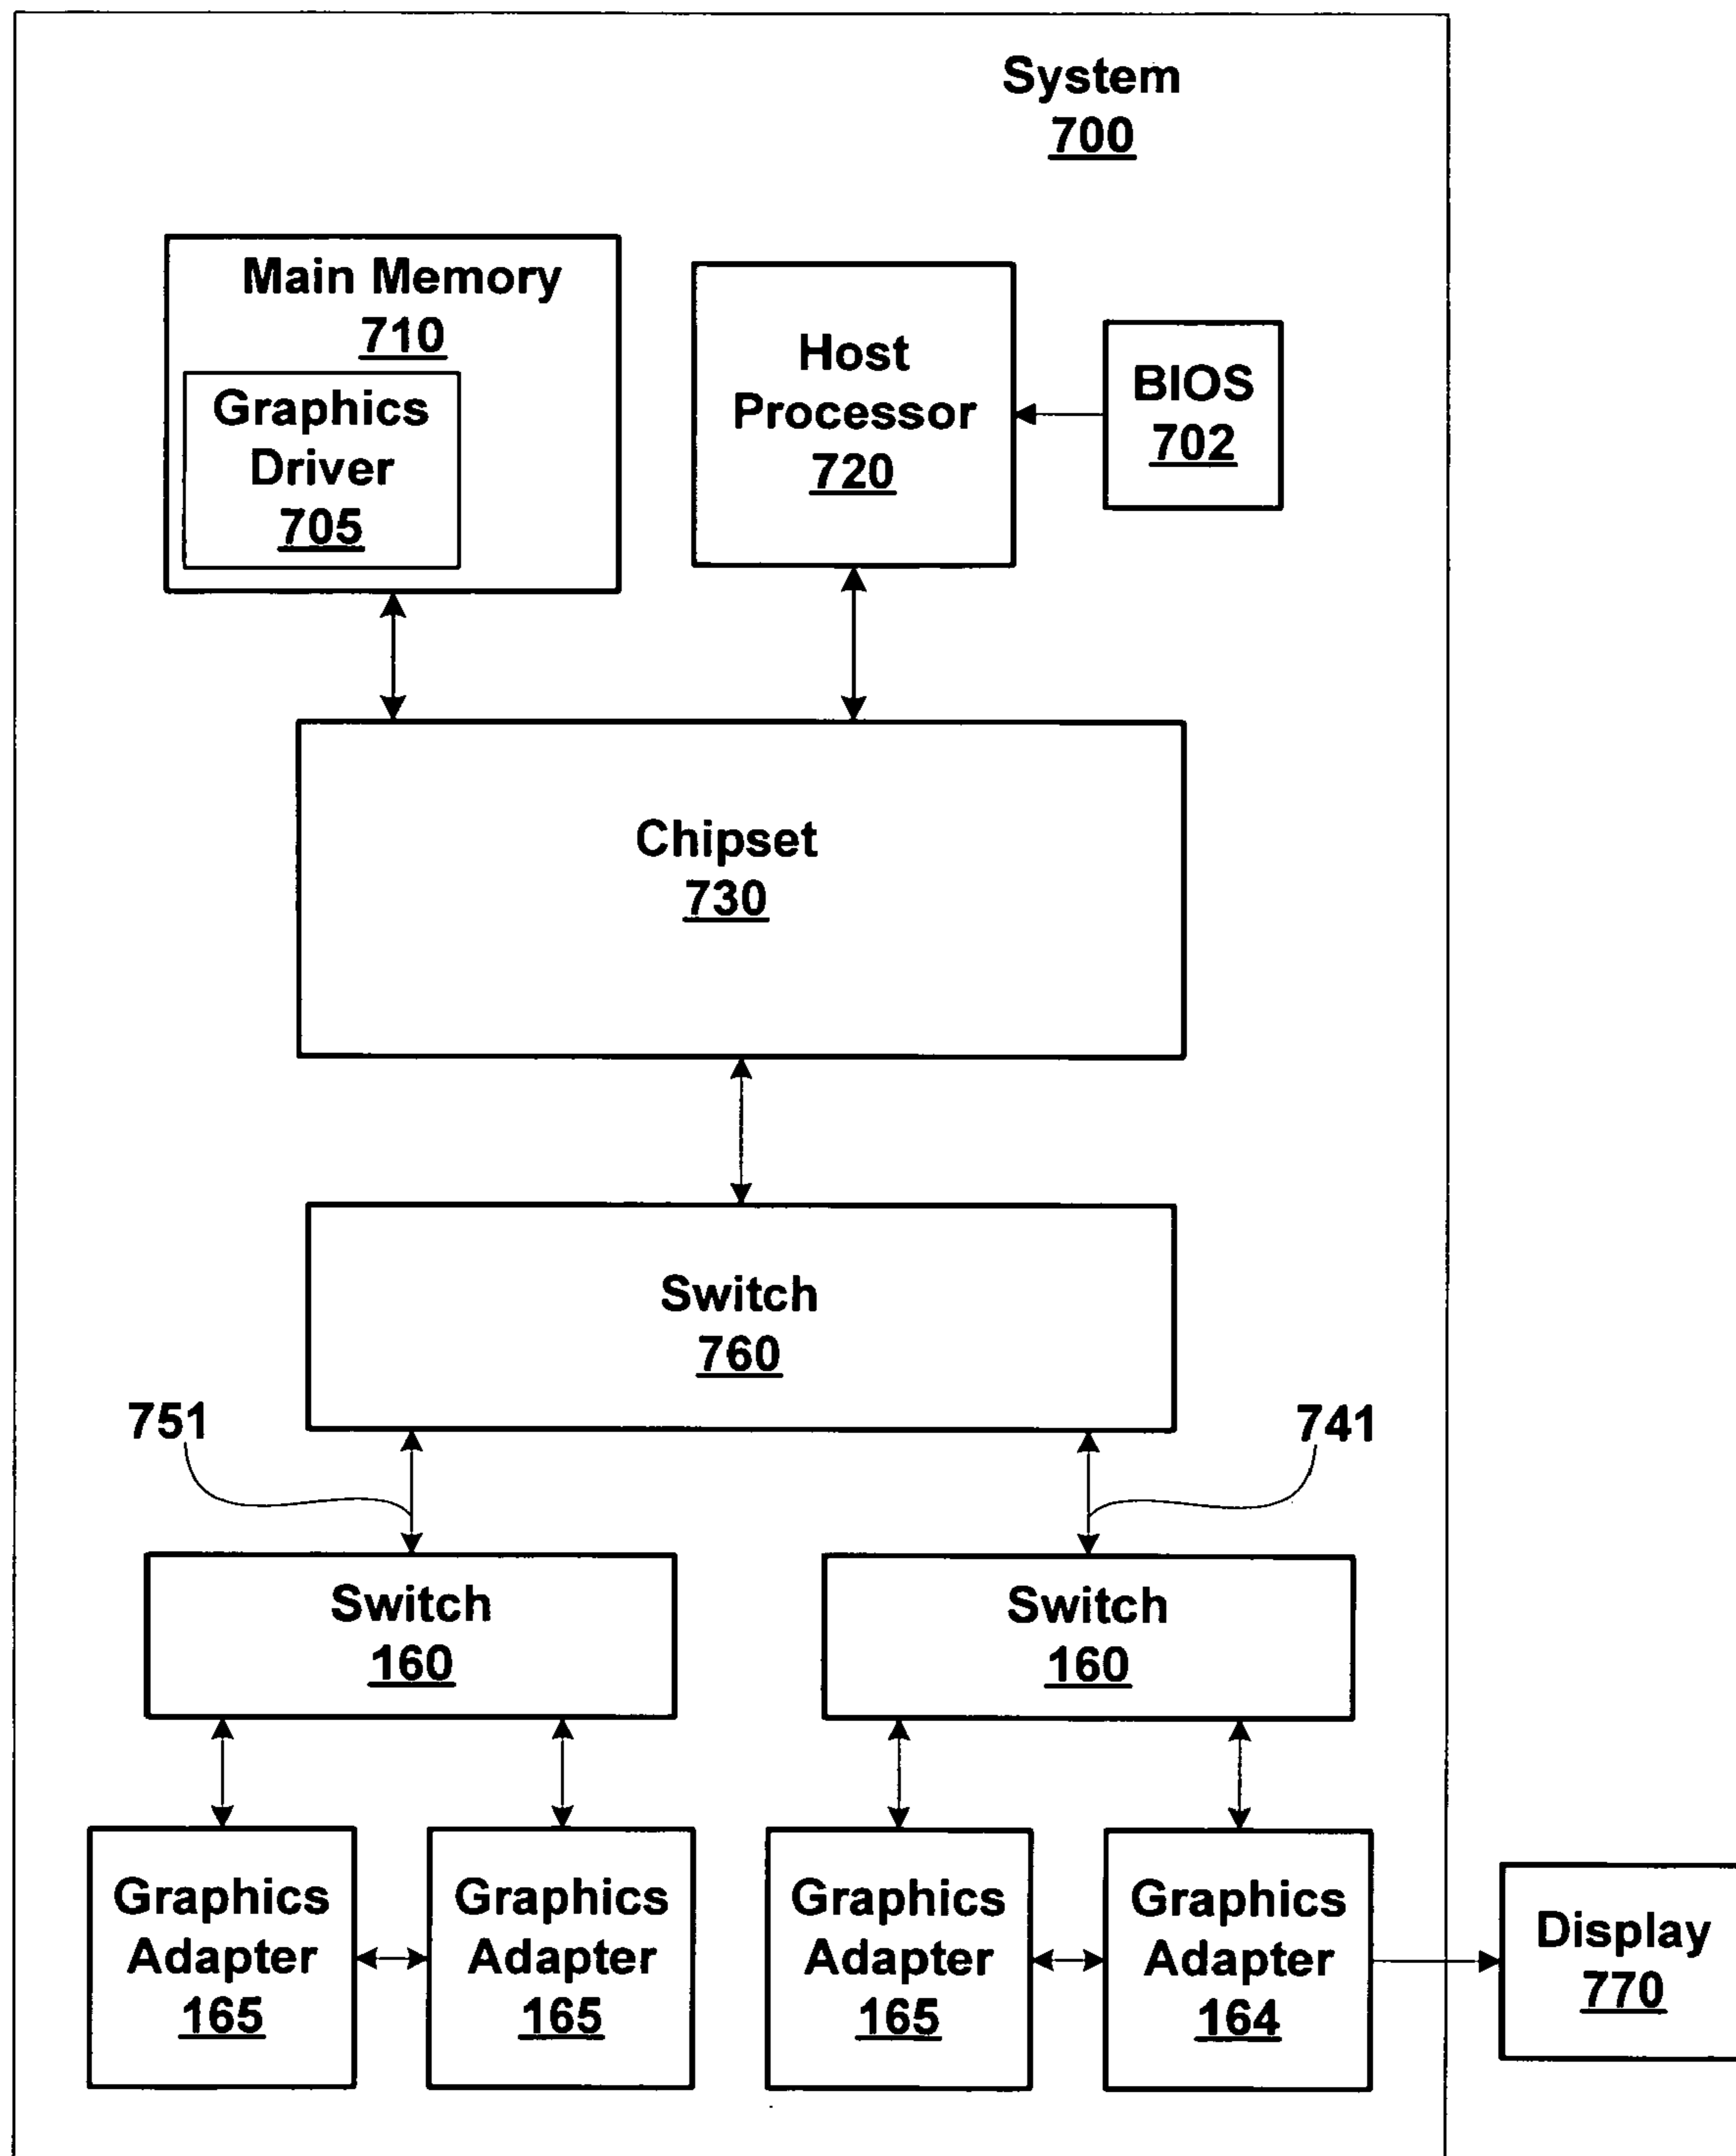 System
700
Main Memory
710
Graphics
Driver
705
Host
Processor
720
BIOS
702
Chipset
730
Switch
760
751
741
Switch
160
Switch
160
Graphics
Adapter
165
Graphics
Adapter
165
Graphics
Adapter
165
Graphics
Adapter
164
Display
770